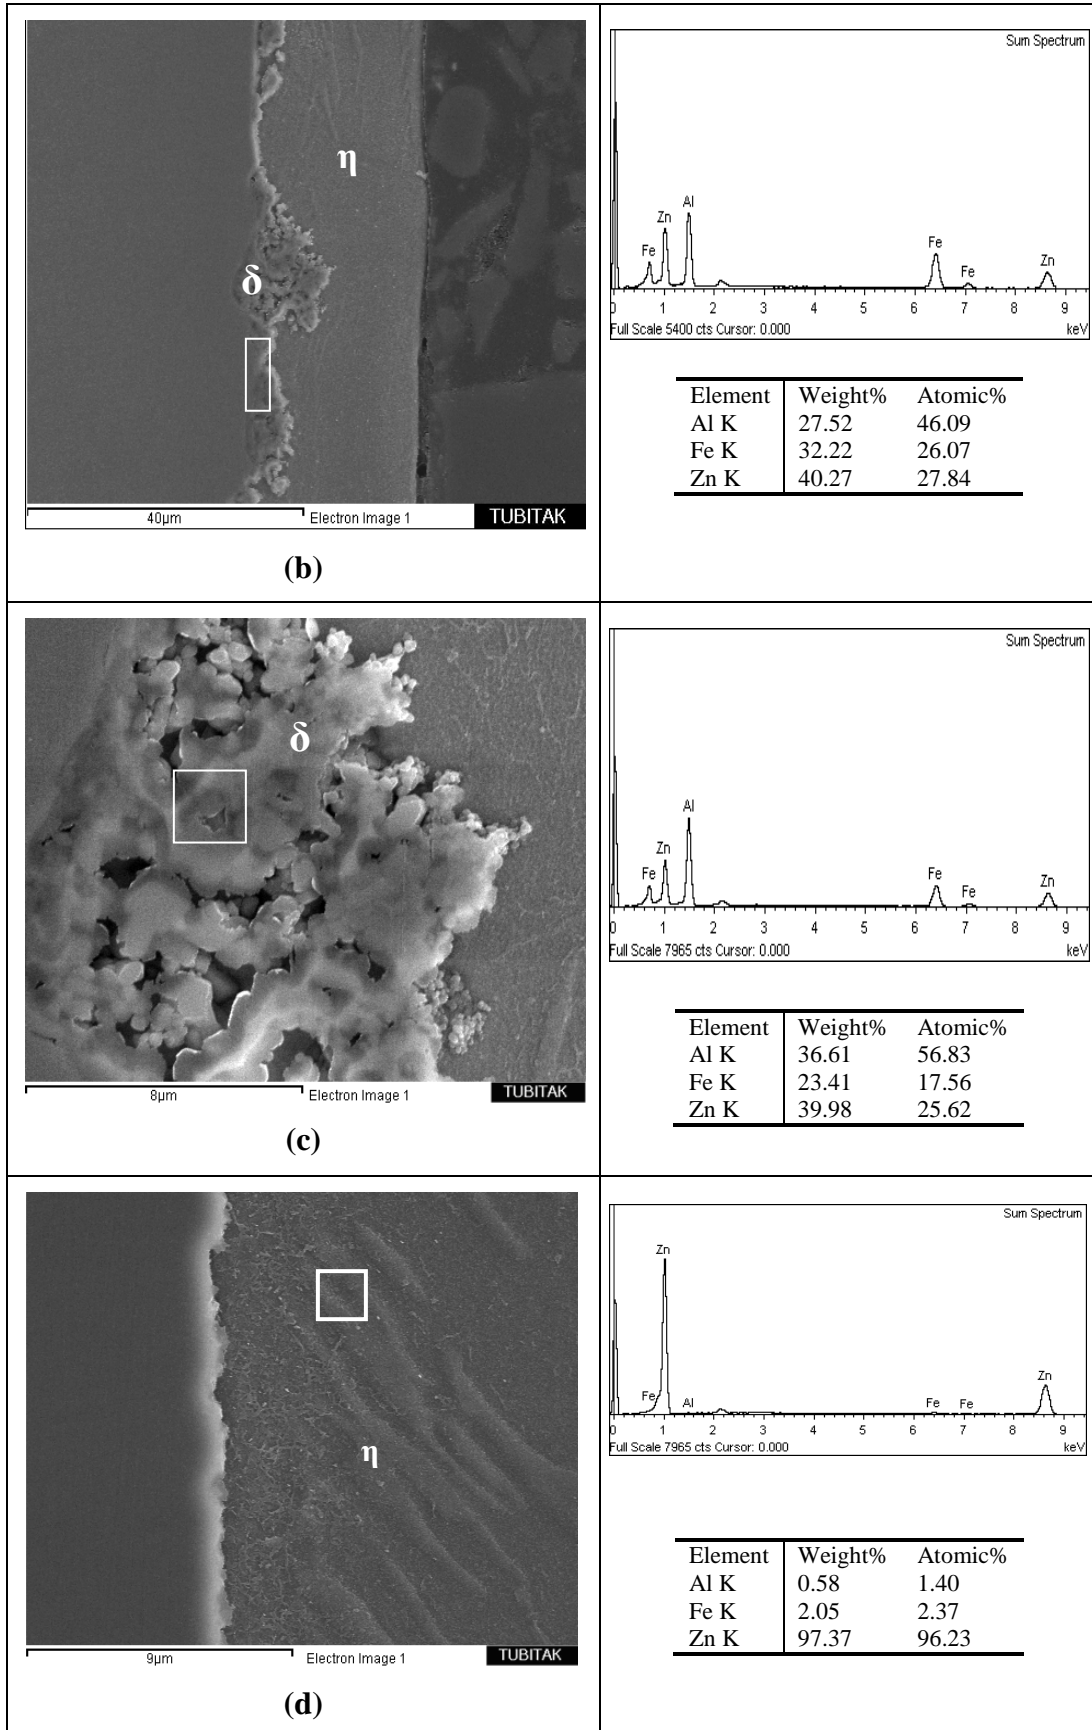 η
δ
40µm
Electron Image 1
TUBITAK
(b)
Sum Spectrum
Fe
Zn
Al
Fe
Fe
Zn
0 1 2 3 4 5 6 7 8 9
Full Scale 5400 cts Cursor: 0.000
keV
Element Weight% Atomic%
Al K 27.52 46.09
Fe K 32.22 26.07
Zn K 40.27 27.84
δ
8µm
Electron Image 1
TUBITAK
(c)
Sum Spectrum
Fe
Zn
Al
Fe
Fe
Zn
0 1 2 3 4 5 6 7 8 9
Full Scale 7965 cts Cursor: 0.000
keV
Element Weight% Atomic%
Al K 36.61 56.83
Fe K 23.41 17.56
Zn K 39.98 25.62
η
9µm
Electron Image 1
TUBITAK
(d)
Sum Spectrum
Fe
Zn
Al
Fe
Fe
Zn
0 1 2 3 4 5 6 7 8 9
Full Scale 7965 cts Cursor: 0.000
keV
Element Weight% Atomic%
Al K 0.58 1.40
Fe K 2.05 2.37
Zn K 97.37 96.23